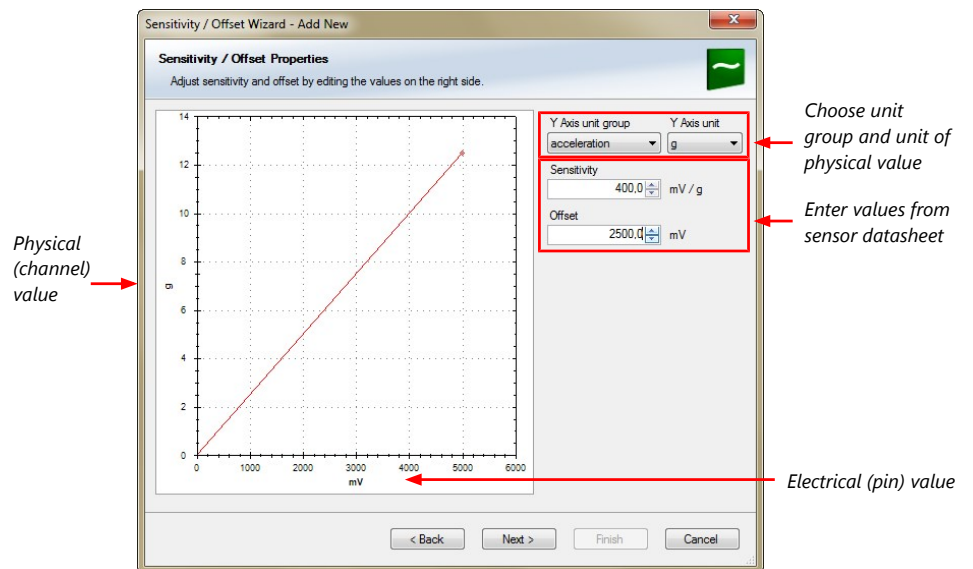 Sensitivity / Offset Wizard - Add New
Sensitivity / Offset Properties
Adjust sensitivity and offset by editing the values on the right side.
14
12
10
8
6
4
2
0
g
0 1000 2000 3000 4000 5000 6000
mV
Y Axis unit group Y Axis unit
acceleration g
Sensitivity
400,0 mV / g
Offset
2500,0 mV
< Back Next > Finish Cancel
Physical
(channel)
value
Choose unit
group and unit of
physical value
Enter values from
sensor datasheet
Electrical (pin) value